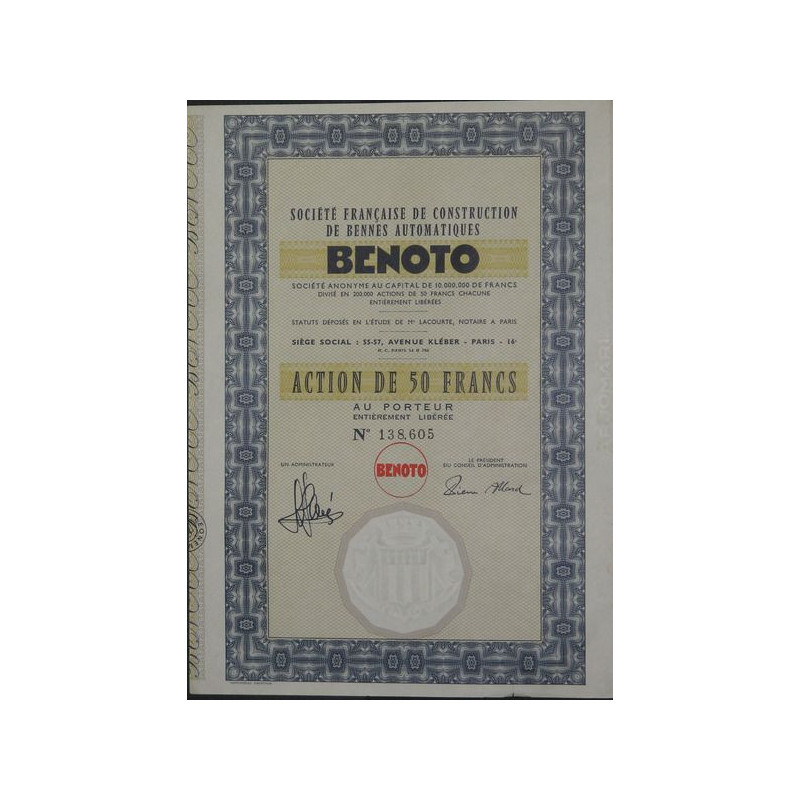 SOCIÉTÉ FRANÇAISE DE CONSTRUCTION
DE BENNES AUTOMATIQUES
BENOTO
SOCIÉTÉ ANONYME AU CAPITAL DE 10.000.000 DE FRANCS
DIVISÉ EN 200.000 ACTIONS DE 50 FRANCS CHACUNE
ENTIÈREMENT LIBÉRÉES
STATUTS DÉPOSÉS EN L'ÉTUDE DE Me LACOURTE, NOTAIRE A PARIS
SIÈGE SOCIAL : 55-57, AVENUE KLÉBER - PARIS - 16e
R. C. PARIS
ACTION DE 50 FRANCS
AU PORTEUR
ENTIÈREMENT LIBÉRÉE
N° 138,605
UN ADMINISTRATEUR
LE PRÉSIDENT
DU CONSEIL D'ADMINISTRATION
BENOTO